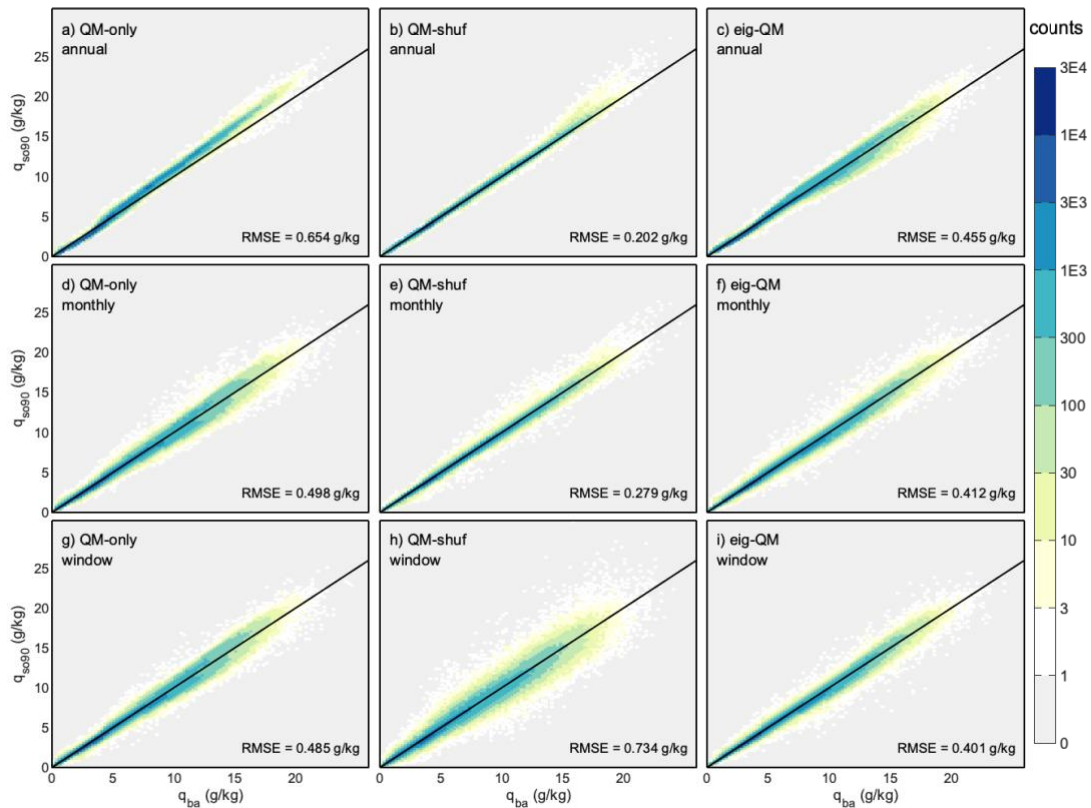 a) QM-only
annual
b) QM-shuf
annual
c) eig-QM
annual
counts
25
20
15
10
5
0
q_so90 (g/kg)
RMSE = 0.654 g/kg
RMSE = 0.202 g/kg
RMSE = 0.455 g/kg
3E4
1E4
3E3
1E3
300
100
30
10
3
1
0
d) QM-only
monthly
e) QM-shuf
monthly
f) eig-QM
monthly
25
20
15
10
5
0
q_so90 (g/kg)
RMSE = 0.498 g/kg
RMSE = 0.279 g/kg
RMSE = 0.412 g/kg
g) QM-only
window
h) QM-shuf
window
i) eig-QM
window
25
20
15
10
5
0
q_so90 (g/kg)
RMSE = 0.485 g/kg
RMSE = 0.734 g/kg
RMSE = 0.401 g/kg
0 5 10 15 20
0 5 10 15 20
0 5 10 15 20
q_ba (g/kg)
q_ba (g/kg)
q_ba (g/kg)